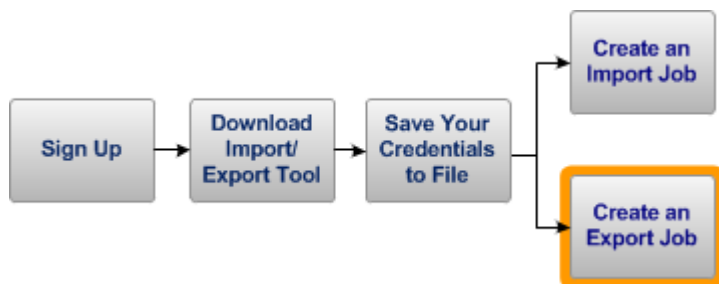 Sign Up
Download
Import/
Export Tool
Save Your
Credentials
to File
Create an
Import Job
Create an
Export Job